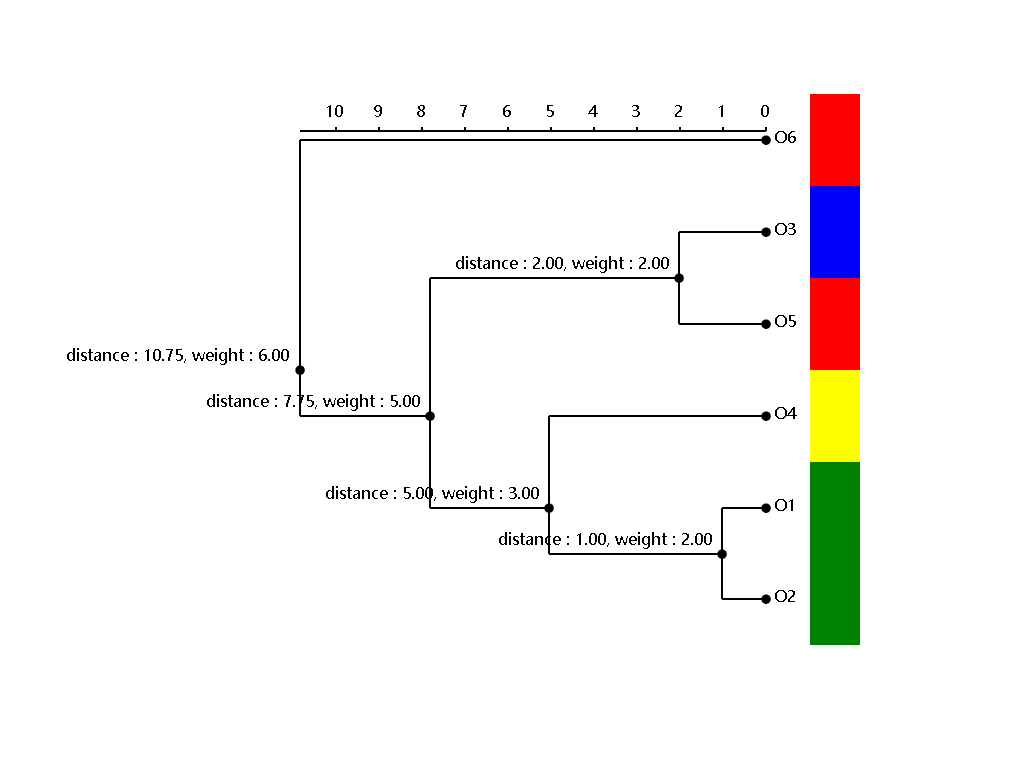 10 9 8 7 6 5 4 3 2 1 0
O6
O3
distance : 2.00, weight : 2.00
O5
distance : 10.75, weight : 6.00
distance : 7.75, weight : 5.00
O4
distance : 5.00, weight : 3.00
O1
distance : 1.00, weight : 2.00
O2